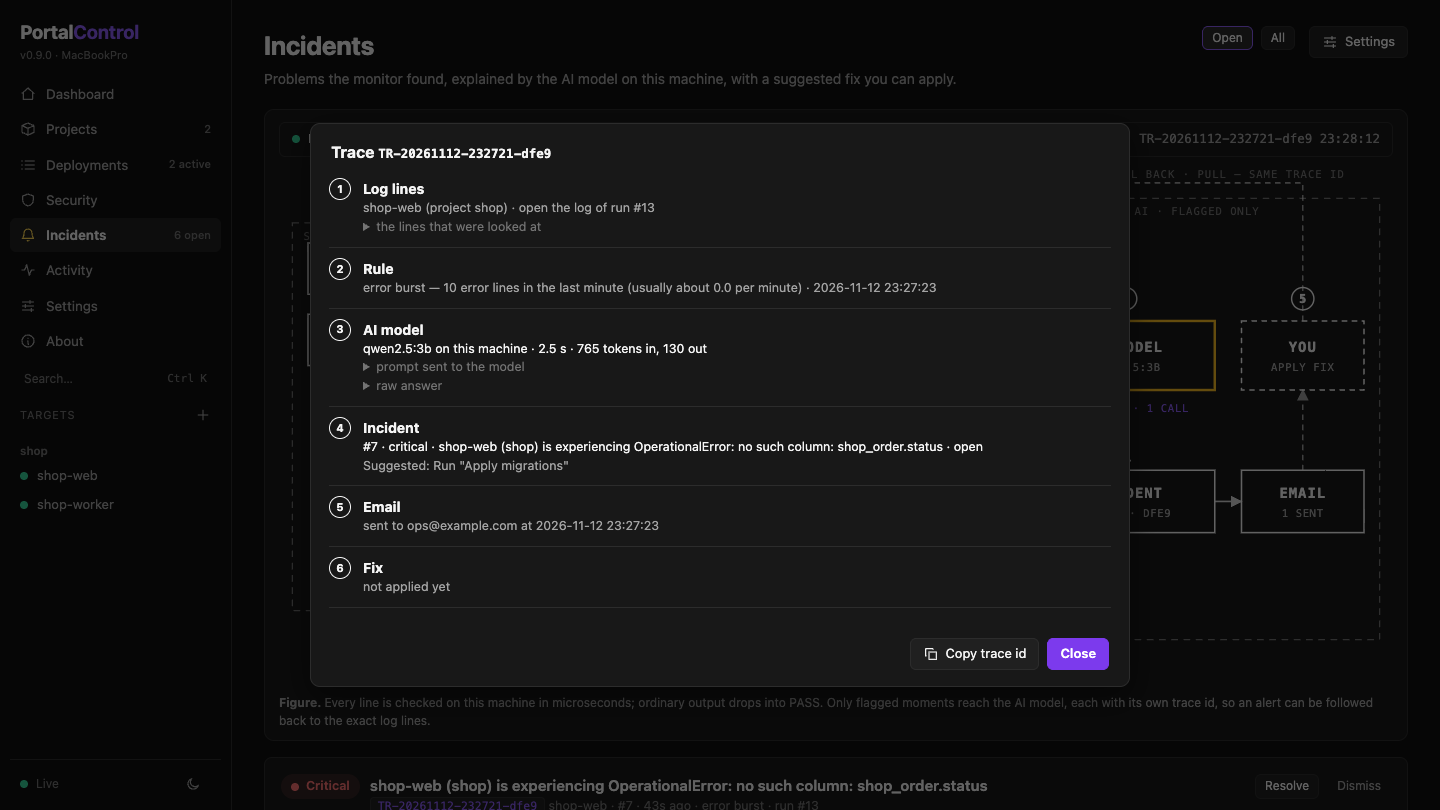 PortalControl
v0.9.0 · MacBookPro
Dashboard
Projects 2
Deployments 2 active
Security
Incidents 6 open
Activity
Settings
About
Search... Ctrl K
TARGETS
shop
shop-web
shop-worker
Live
Incidents
Open All Settings
Problems the monitor found, explained by the AI model on this machine, with a suggested fix you can apply.
TR-20261112-232721-dfe9 23:28:12
L BACK · PULL — SAME TRACE ID
AI · FLAGGED ONLY
5
ODEL
5:3B
YOU
APPLY FIX
· 1 CALL
DENT
· DFE9
EMAIL
1 SENT
Trace TR-20261112-232721-dfe9
1 Log lines
shop-web (project shop) · open the log of run #13
the lines that were looked at
2 Rule
error burst — 10 error lines in the last minute (usually about 0.0 per minute) · 2026-11-12 23:27:23
3 AI model
qwen2.5:3b on this machine · 2.5 s · 765 tokens in, 130 out
prompt sent to the model
raw answer
4 Incident
#7 · critical · shop-web (shop) is experiencing OperationalError: no such column: shop_order.status · open
Suggested: Run "Apply migrations"
5 Email
sent to ops@example.com at 2026-11-12 23:27:23
6 Fix
not applied yet
Copy trace id Close
Figure. Every line is checked on this machine in microseconds; ordinary output drops into PASS. Only flagged moments reach the AI model, each with its own trace id, so an alert can be followed
back to the exact log lines.
Critical shop-web (shop) is experiencing OperationalError: no such column: shop_order.status Resolve Dismiss
TR-20261112-232721-dfe9 shop-web · #7 · 43s ago · error burst · run #13